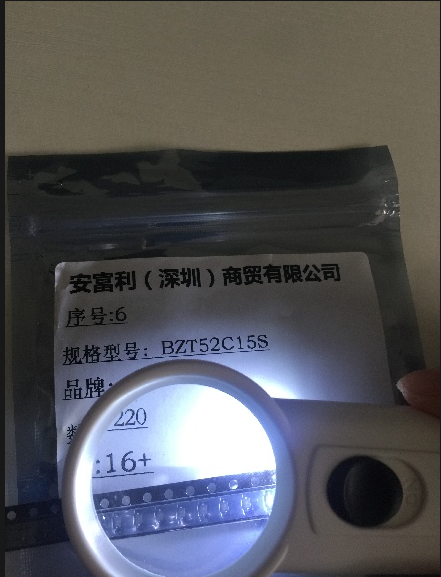 安富利（深圳）商贸有限公司
序号:6
规格型号: BZT52C15S
品牌:
数 220
:16+